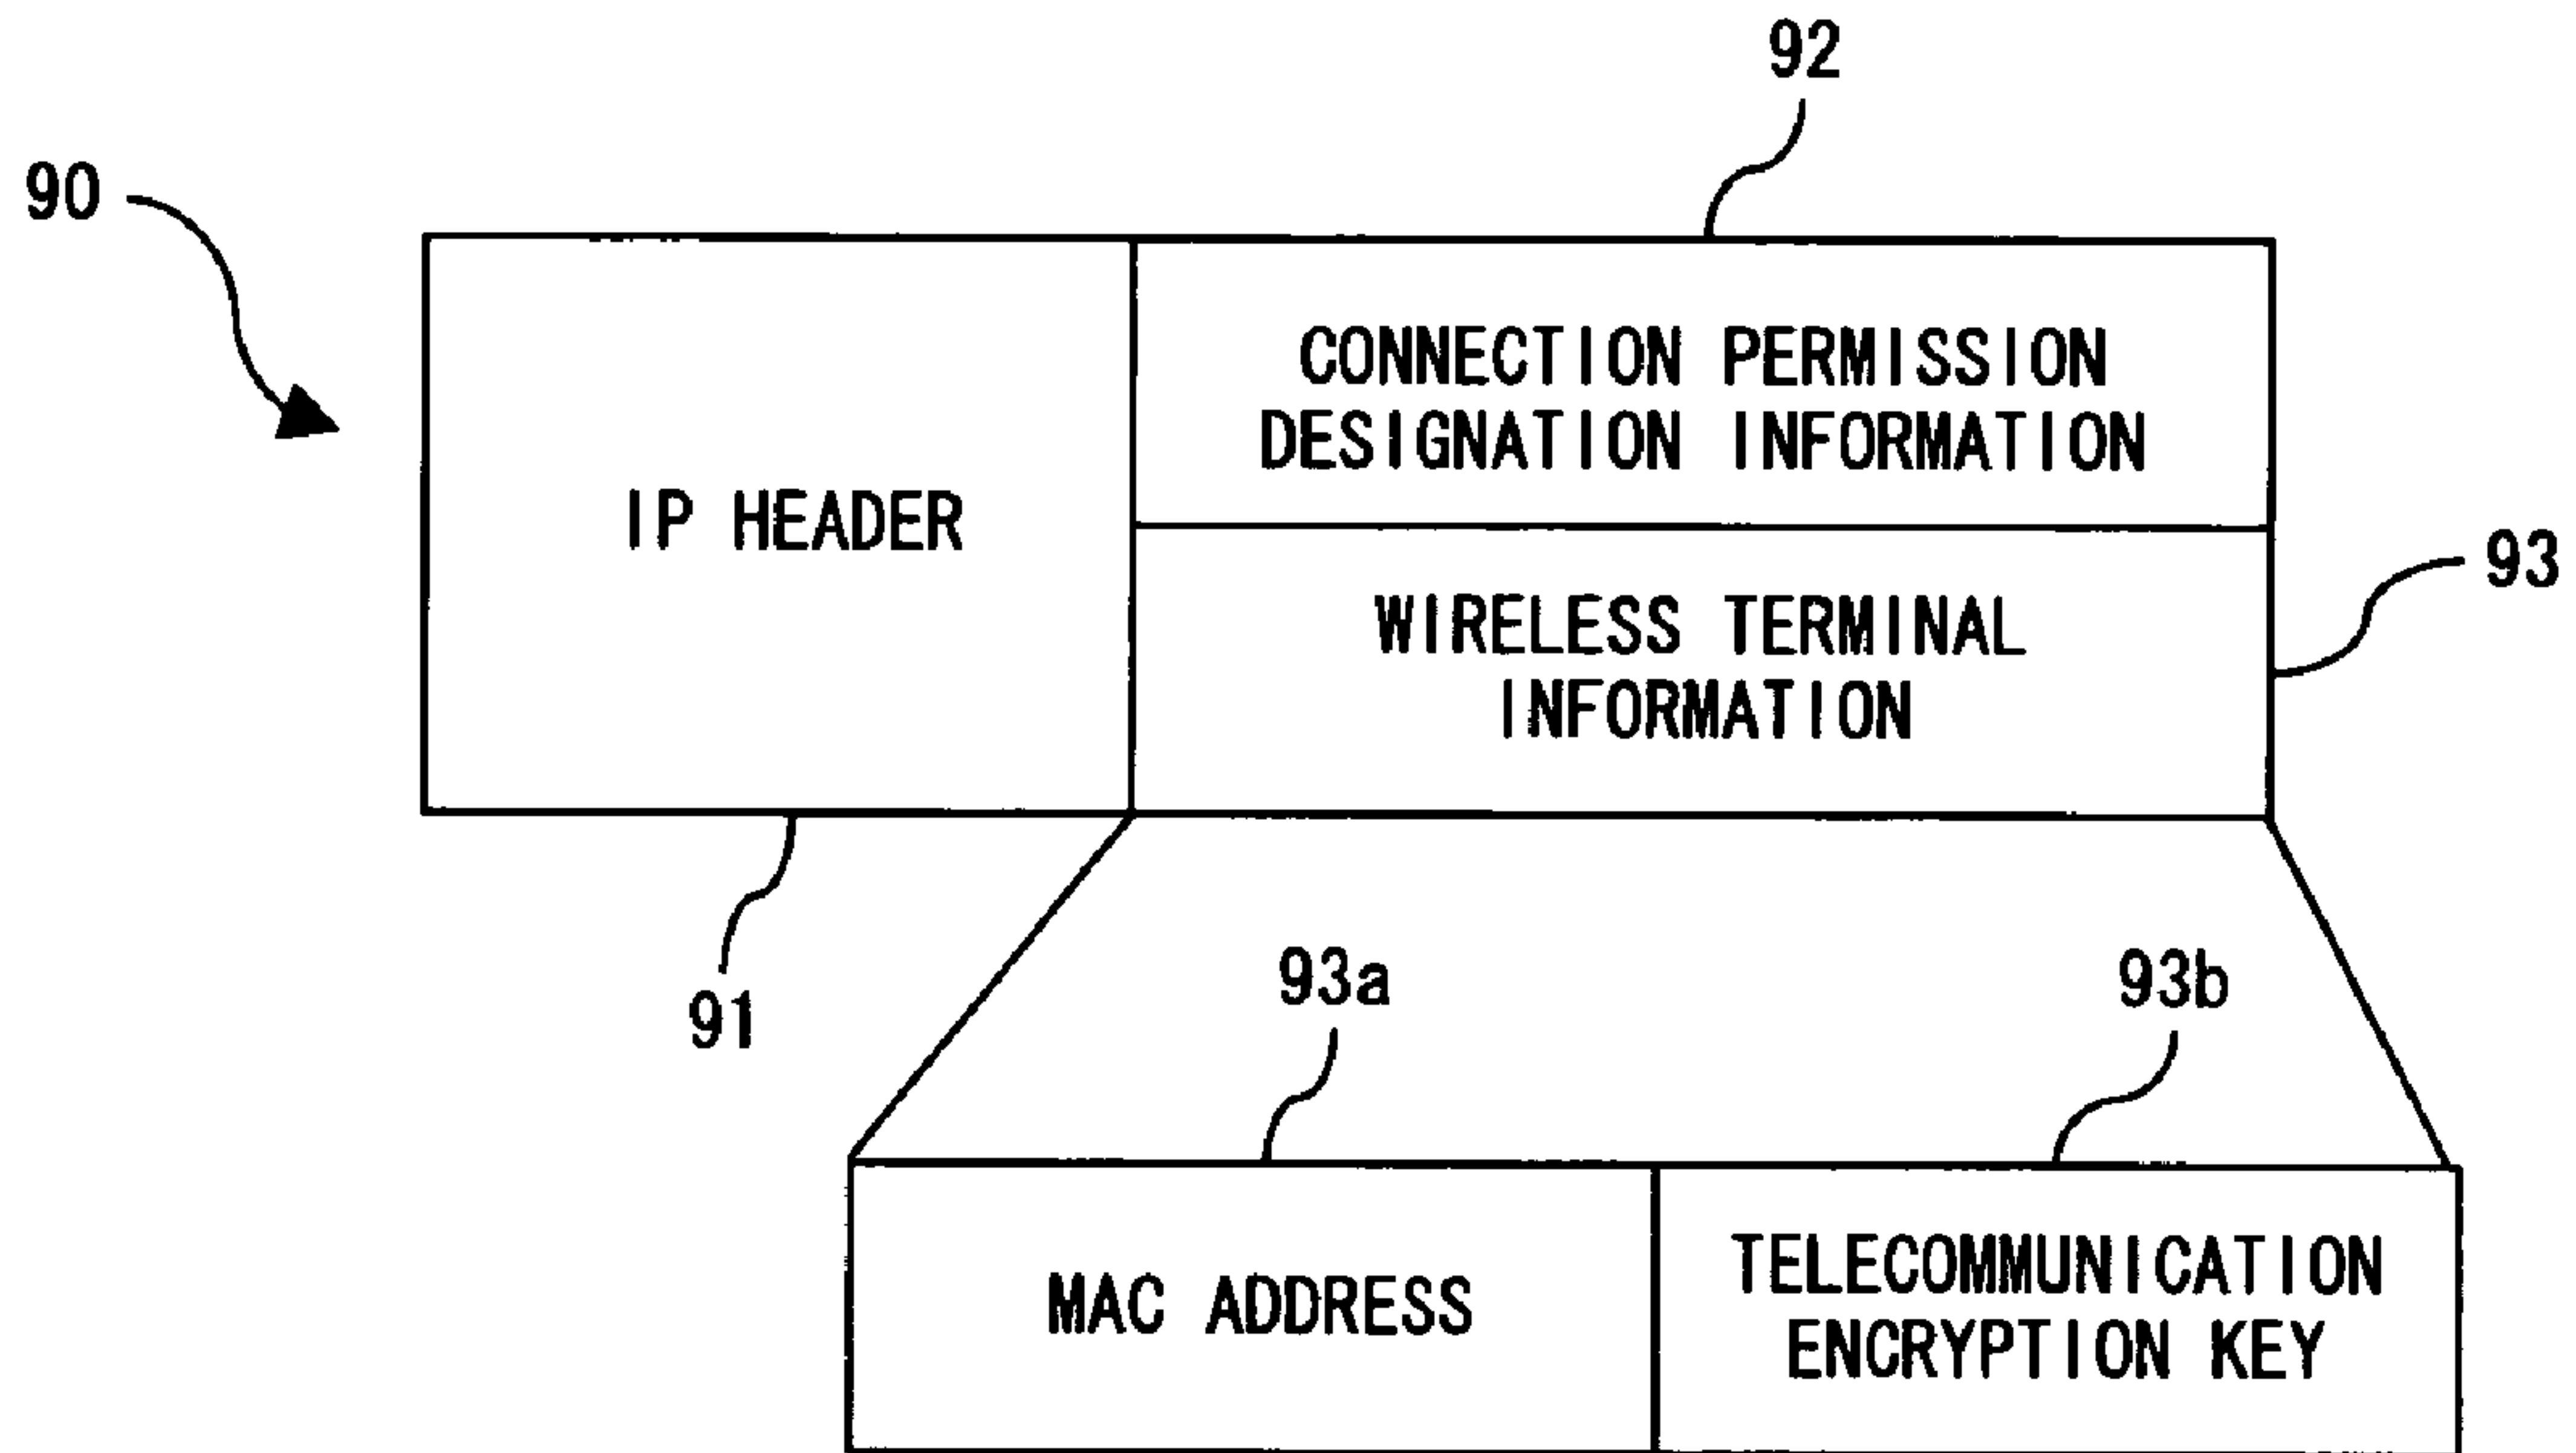 92
90
CONNECTION PERMISSION
DESIGNATION INFORMATION
IP HEADER
93
WIRELESS TERMINAL
INFORMATION
91
93a
93b
MAC ADDRESS
TELECOMMUNICATION
ENCRYPTION KEY